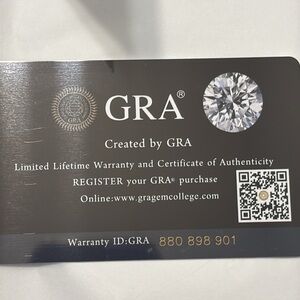 GRA®
Created by GRA
Limited Lifetime Warranty and Certificate of Authenticity
REGISTER your GRA® purchase
Online:www.gragemcollege.com
Warranty ID:GRA 880 898 901